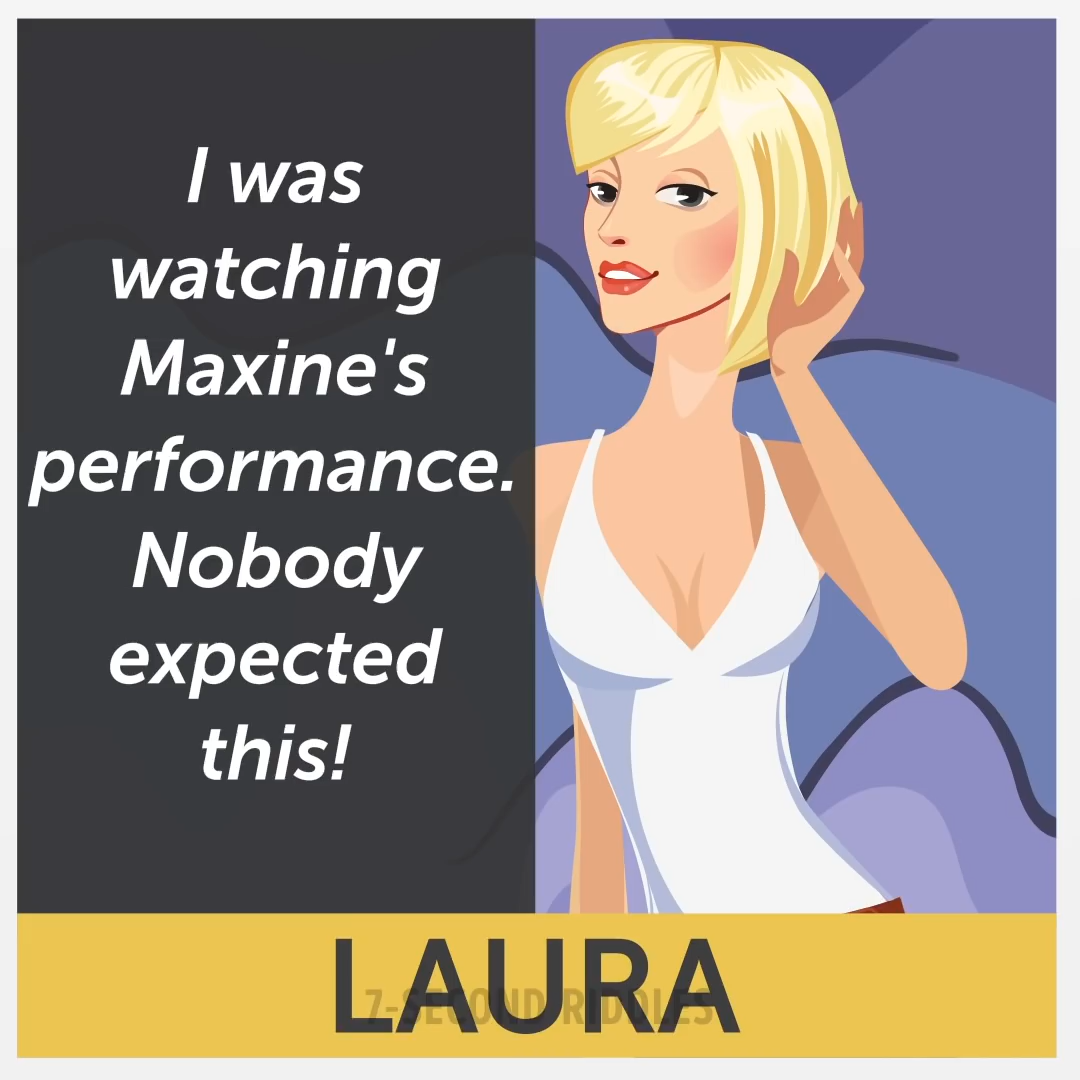 I was
watching
Maxine's
performance.
Nobody
expected
this!
LAURA
7-SECOND RIDDLES